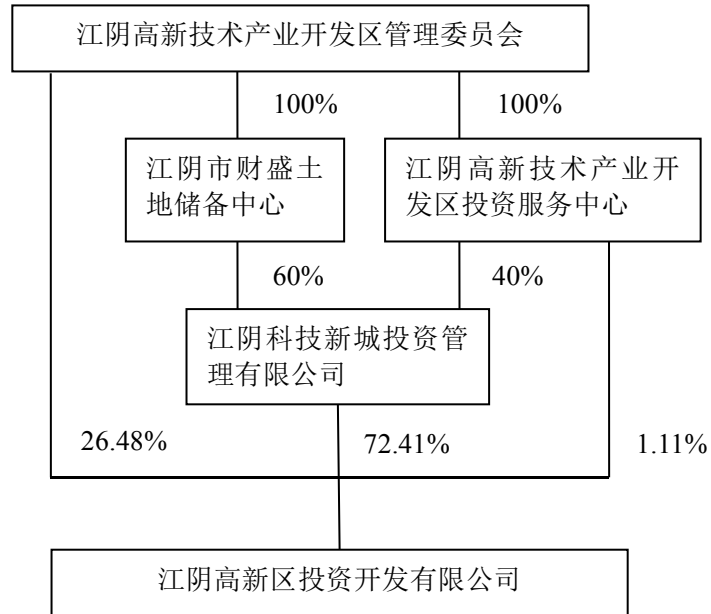 江阴高新技术产业开发区管理委员会
100%
100%
江阴市财盛土
地储备中心
江阴高新技术产业开
发区投资服务中心
60%
40%
江阴科技新城投资管
理有限公司
26.48%
72.41%
1.11%
江阴高新区投资开发有限公司